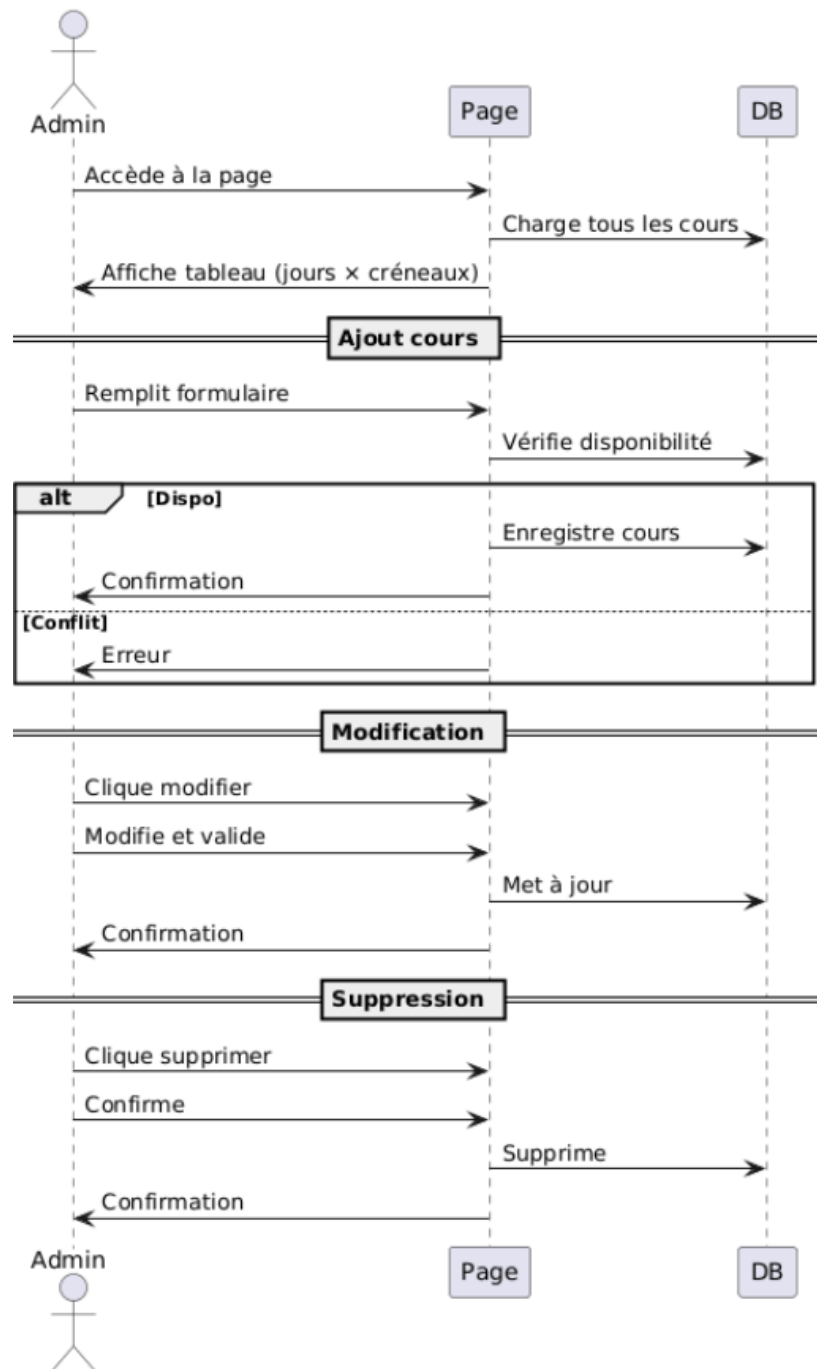 Admin
Page
DB
Accède à la page
Charge tous les cours
Affiche tableau (jours × créneaux)
Ajout cours
Remplit formulaire
Vérifie disponibilité
alt [Dispo]
Enregistre cours
Confirmation
[Conflit]
Erreur
Modification
Clique modifier
Modifie et valide
Met à jour
Confirmation
Suppression
Clique supprimer
Confirme
Supprime
Confirmation
Admin
Page
DB